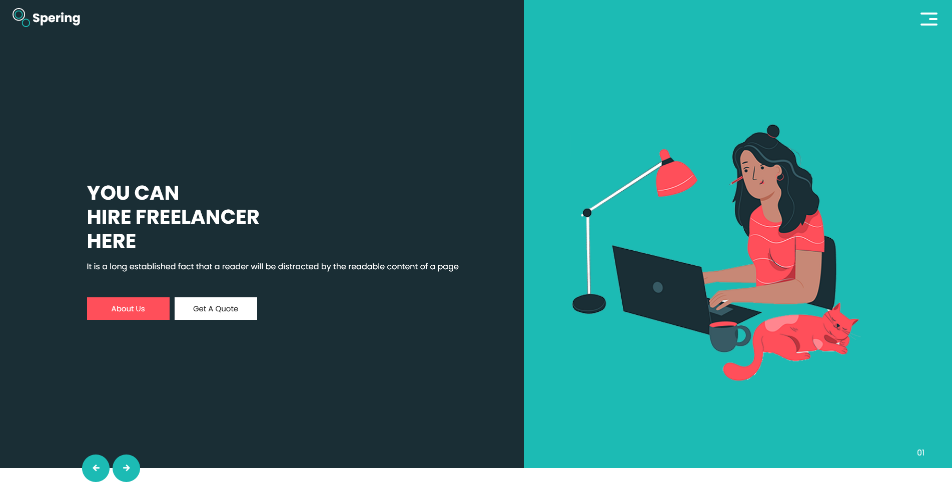 Spering
YOU CAN
HIRE FREELANCER
HERE
It is a long established fact that a reader will be distracted by the readable content of a page
About Us
Get A Quote
01